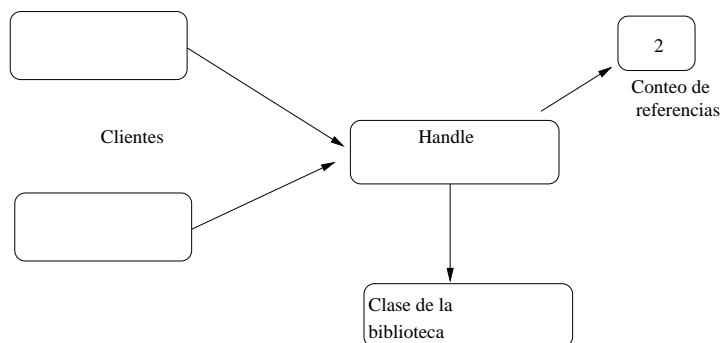 2
Conteo de
referencias
Clientes
Handle
Clase de la
biblioteca